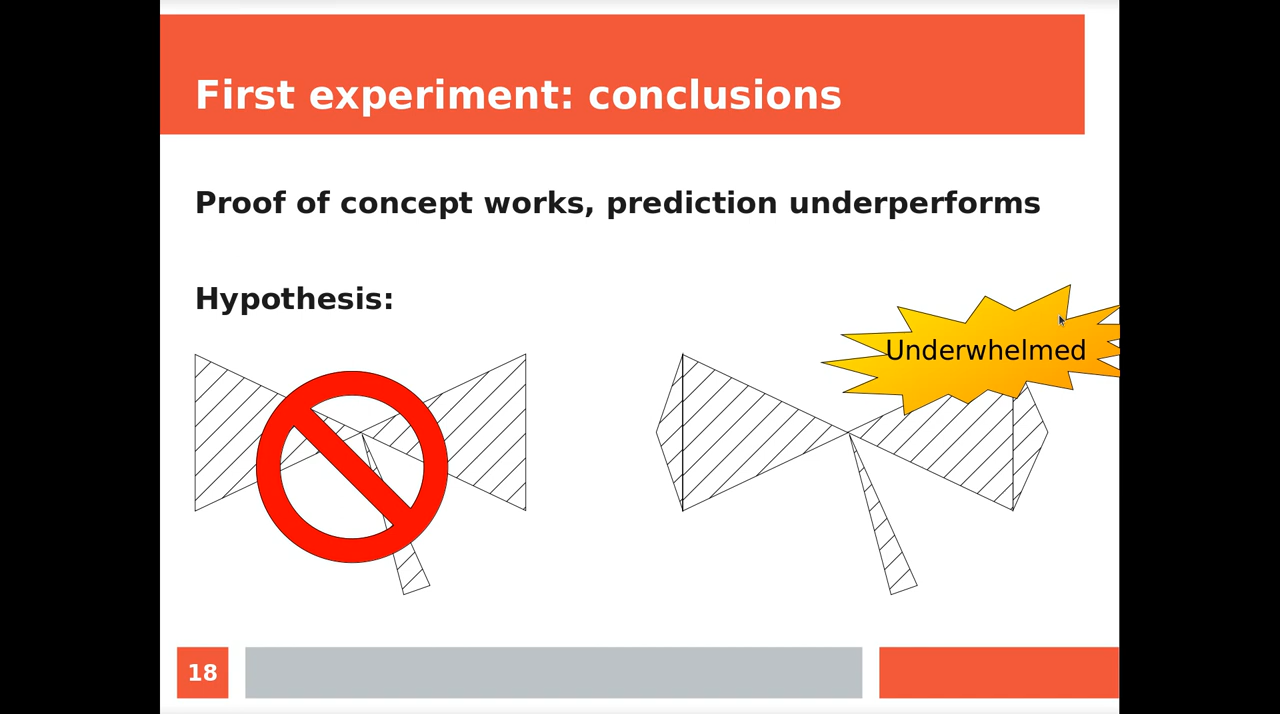 First experiment: conclusions
Proof of concept works, prediction underperforms
Hypothesis:
Underwhelmed
18